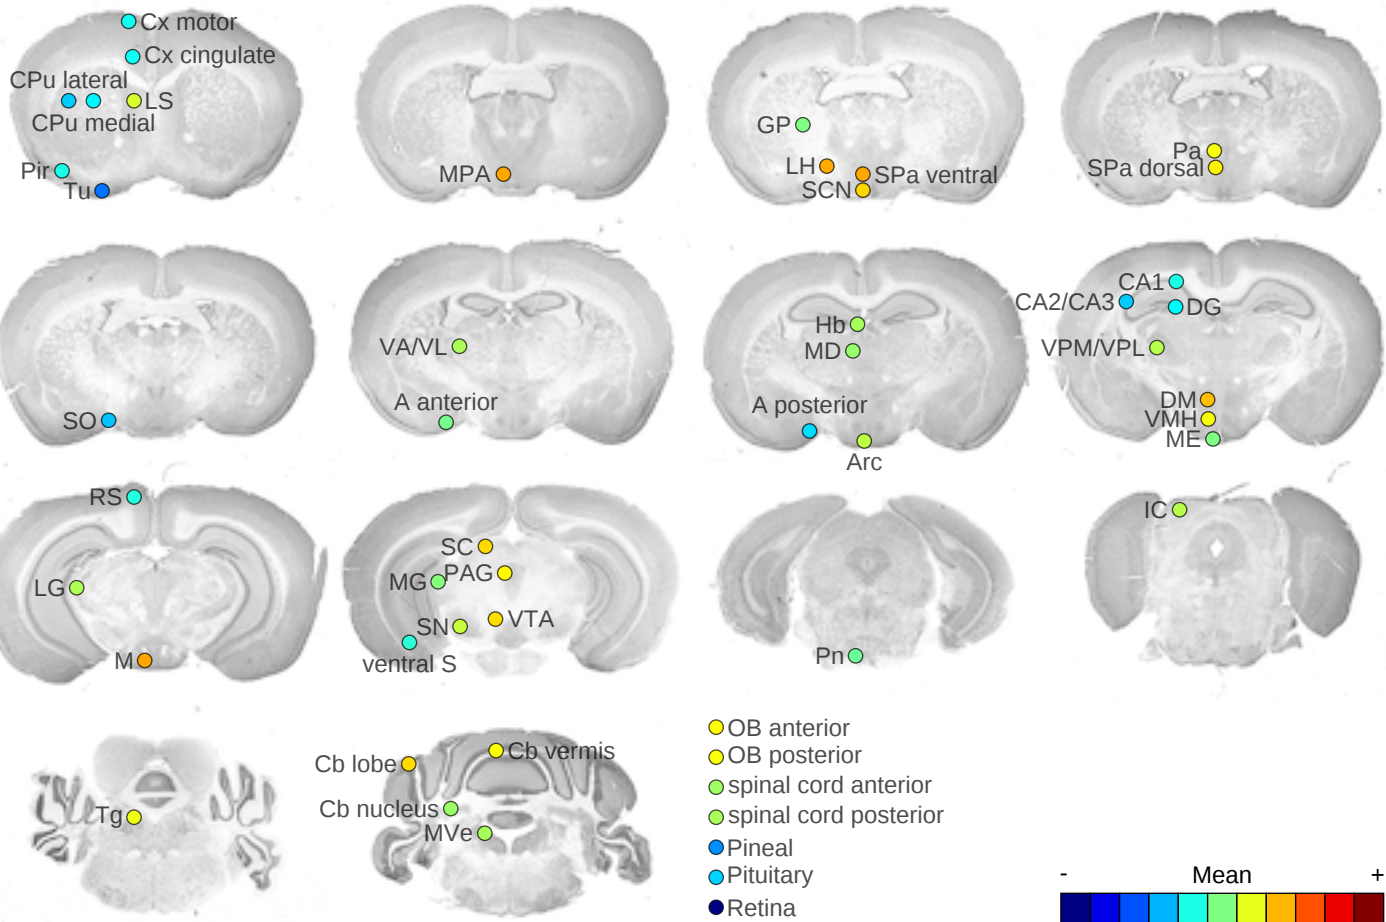 Cx motor
Cx cingulate
CPu lateral
LS
CPu medial
Pir
Tu
MPA
GP
LH
SPa ventral
SCN
Pa
SPa dorsal
SO
VA/VL
A anterior
Hb
MD
A posterior
Arc
CA1
CA2/CA3
DG
VPM/VPL
DM
VMH
ME
RS
LG
M
SC
PAG
MG
VTA
SN
ventral S
Pn
IC
Tg
Cb vermis
Cb lobe
Cb nucleus
MVe
OB anterior
OB posterior
spinal cord anterior
spinal cord posterior
Pineal
Pituitary
Retina
- Mean +